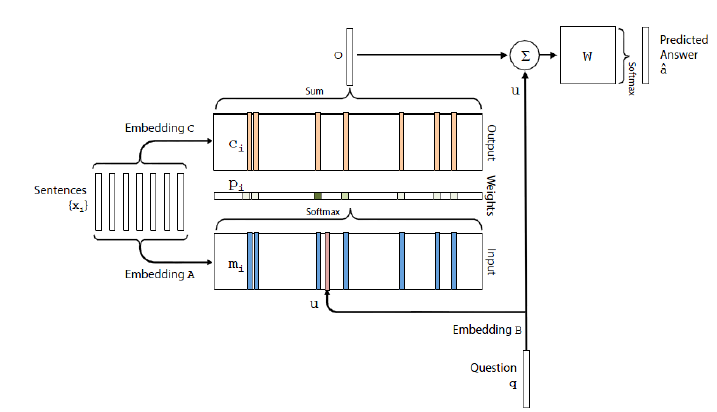 o
Σ
W
Softmax
Predicted
Answer
â
Sum
u
Embedding C
c_i
Output
Sentences
{x_i}
p_i
Weights
Softmax
Embedding A
m_i
Input
u
Embedding B
Question
q